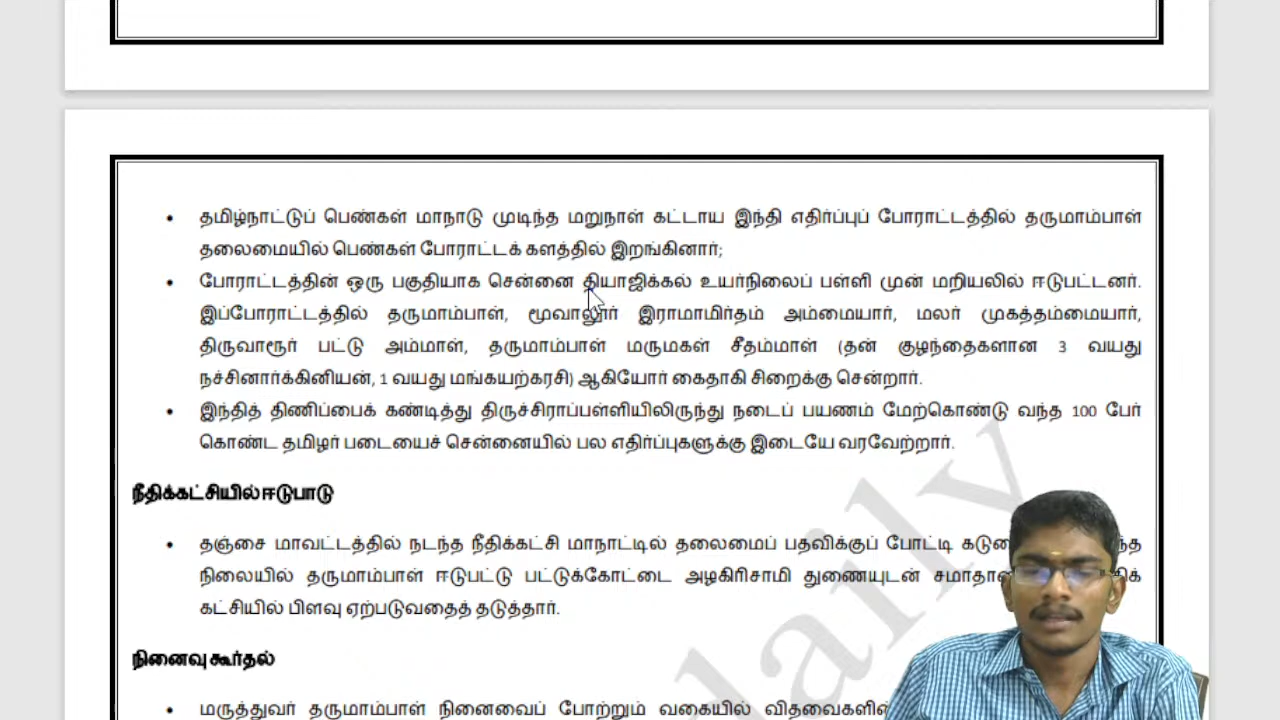 தமிழ்நாட்டுப் பெண்கள் மாநாடு முடிந்த மறுநாள் கட்டாய இந்தி எதிர்ப்புப் போராட்டத்தில் தருமாம்பாள்
தலைமையில் பெண்கள் போராட்டக் களத்தில் இறங்கினார்;
போராட்டத்தின் ஒரு பகுதியாக சென்னை தியாஜிக்கல் உயர்நிலைப் பள்ளி முன் மறியலில் ஈடுபட்டனர்.
இப்போராட்டத்தில் தருமாம்பாள், மூவாலூர் இராமாமிர்தம் அம்மையார், மலர் முகத்தம்மையார்,
திருவாரூர் பட்டு அம்மாள், தருமாம்பாள் மருமகள் சீதம்மாள் (தன் குழந்தைகளான 3 வயது
நச்சினார்க்கினியன், 1 வயது மங்கயற்கரசி) ஆகியோர் கைதாகி சிறைக்கு சென்றார்.
இந்தித் திணிப்பைக் கண்டித்து திருச்சிராப்பள்ளியிலிருந்து நடைப் பயணம் மேற்கொண்டு வந்த 100 பேர்
கொண்ட தமிழர் படையைச் சென்னையில் பல எதிர்ப்புகளுக்கு இடையே வரவேற்றார்.
நீதிக்கட்சியில் ஈடுபாடு
தஞ்சை மாவட்டத்தில் நடந்த நீதிக்கட்சி மாநாட்டில் தலைமைப் பதவிக்குப் போட்டி
நிலையில் தருமாம்பாள் ஈடுபட்டு பட்டுக்கோட்டை அழகிரிசாமி துணையுடன்
கட்சியில் பிளவு ஏற்படுவதைத் தடுத்தார்.
நினைவு கூர்தல்
மருத்துவர் தருமாம்பாள் நினைவைப் போற்றும் வகையில்
daily